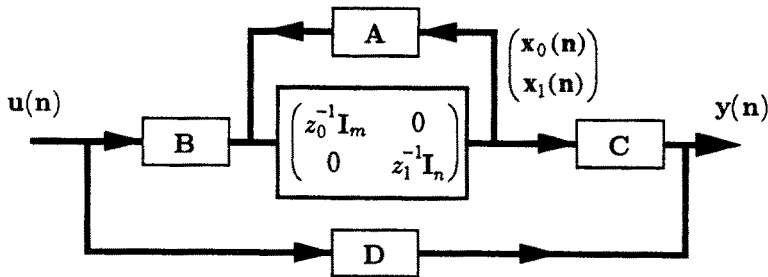 A
(x₀(n))
(x₁(n))
u(n)
y(n)
B
(z₀⁻¹Iₘ 0)
(0 z₁⁻¹Iₙ)
C
D